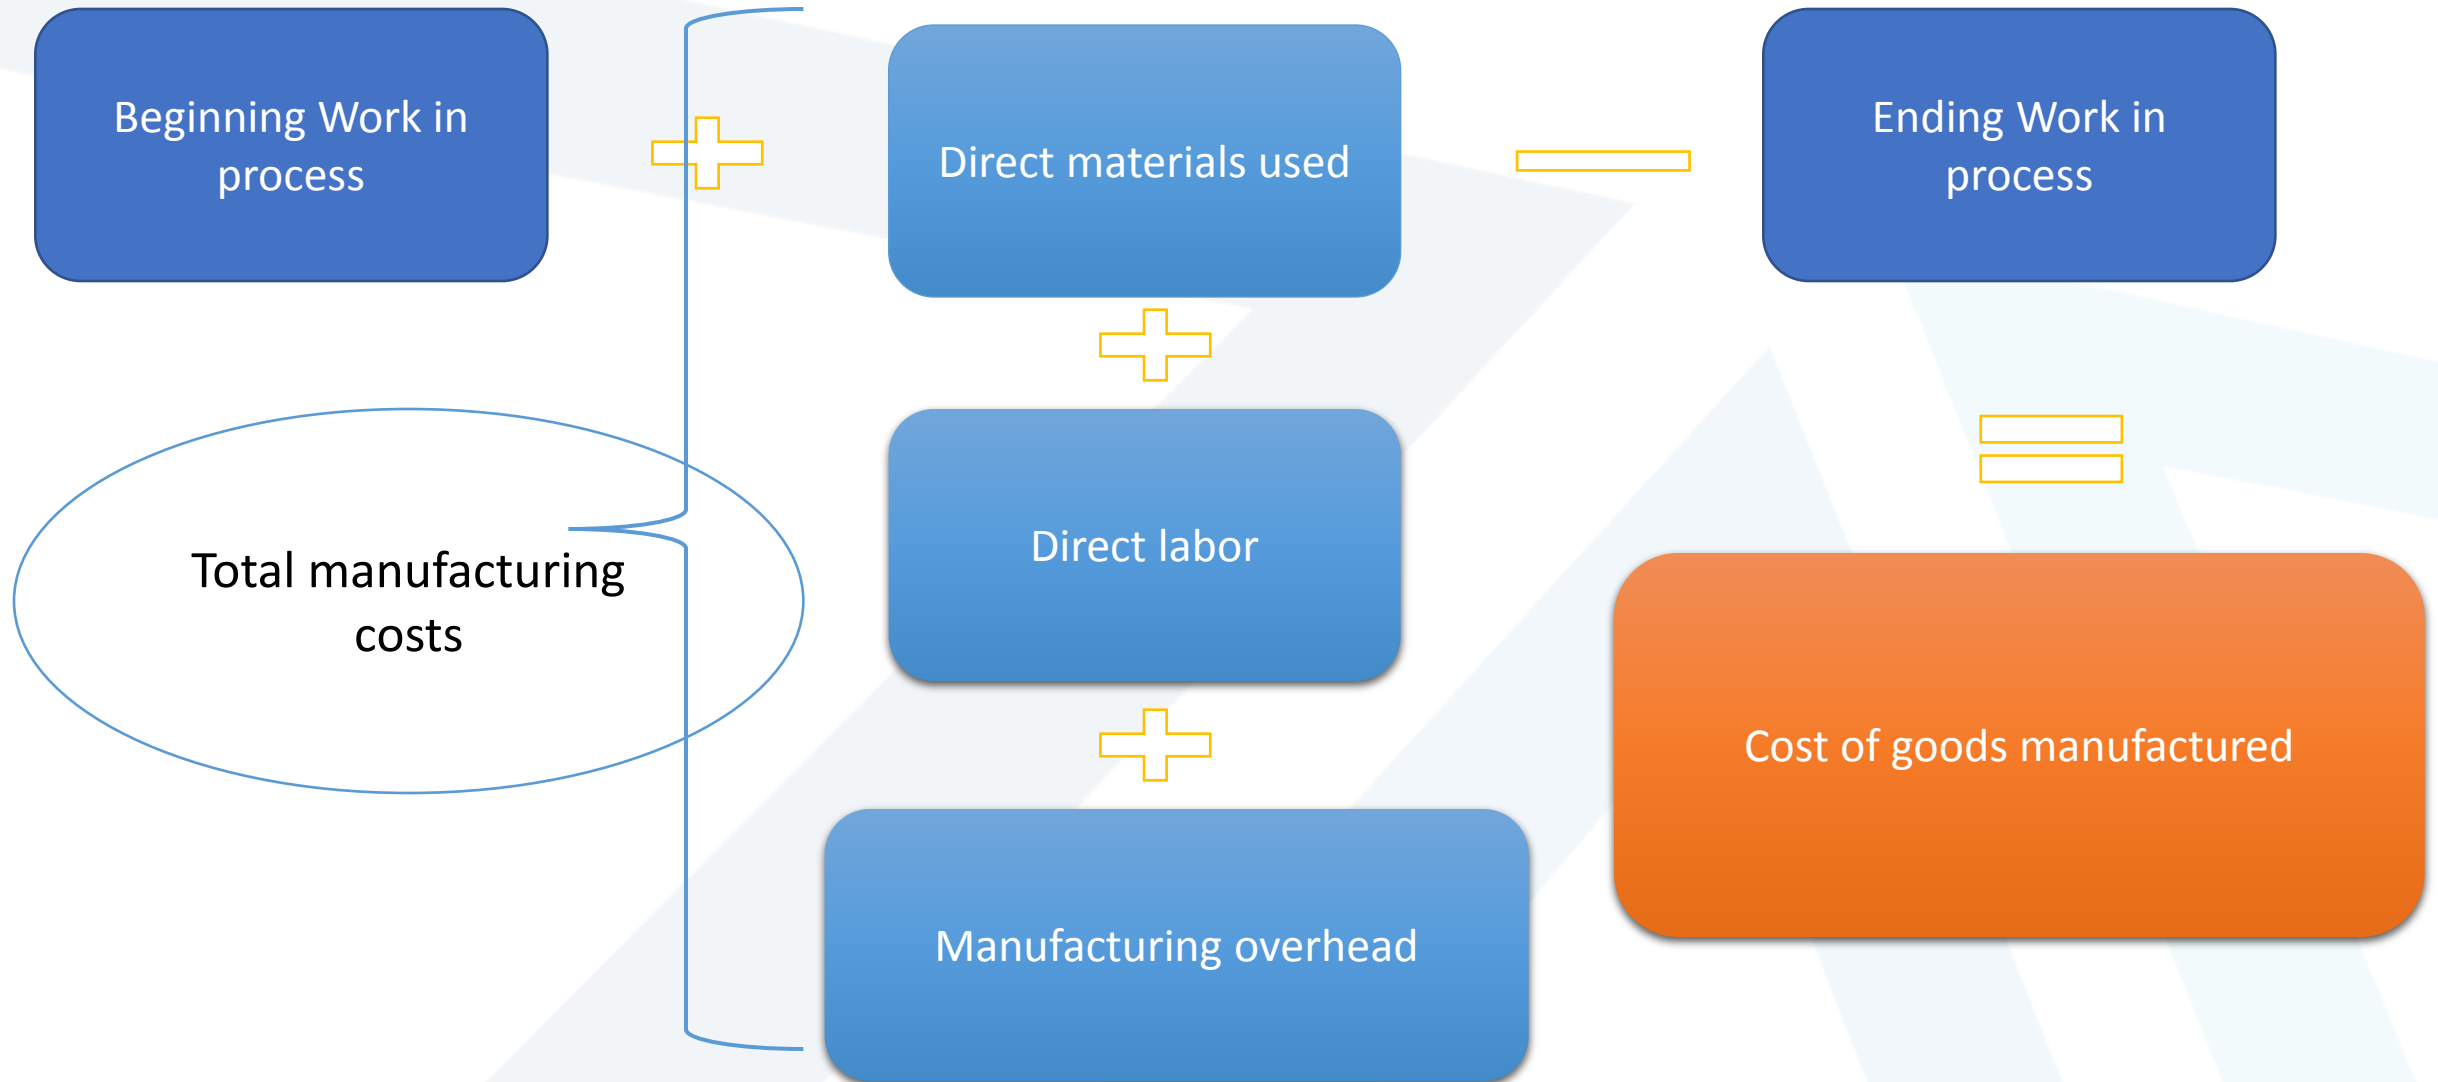 Beginning Work in
process
Direct materials used
Ending Work in
process
Total manufacturing
costs
Direct labor
Cost of goods manufactured
Manufacturing overhead